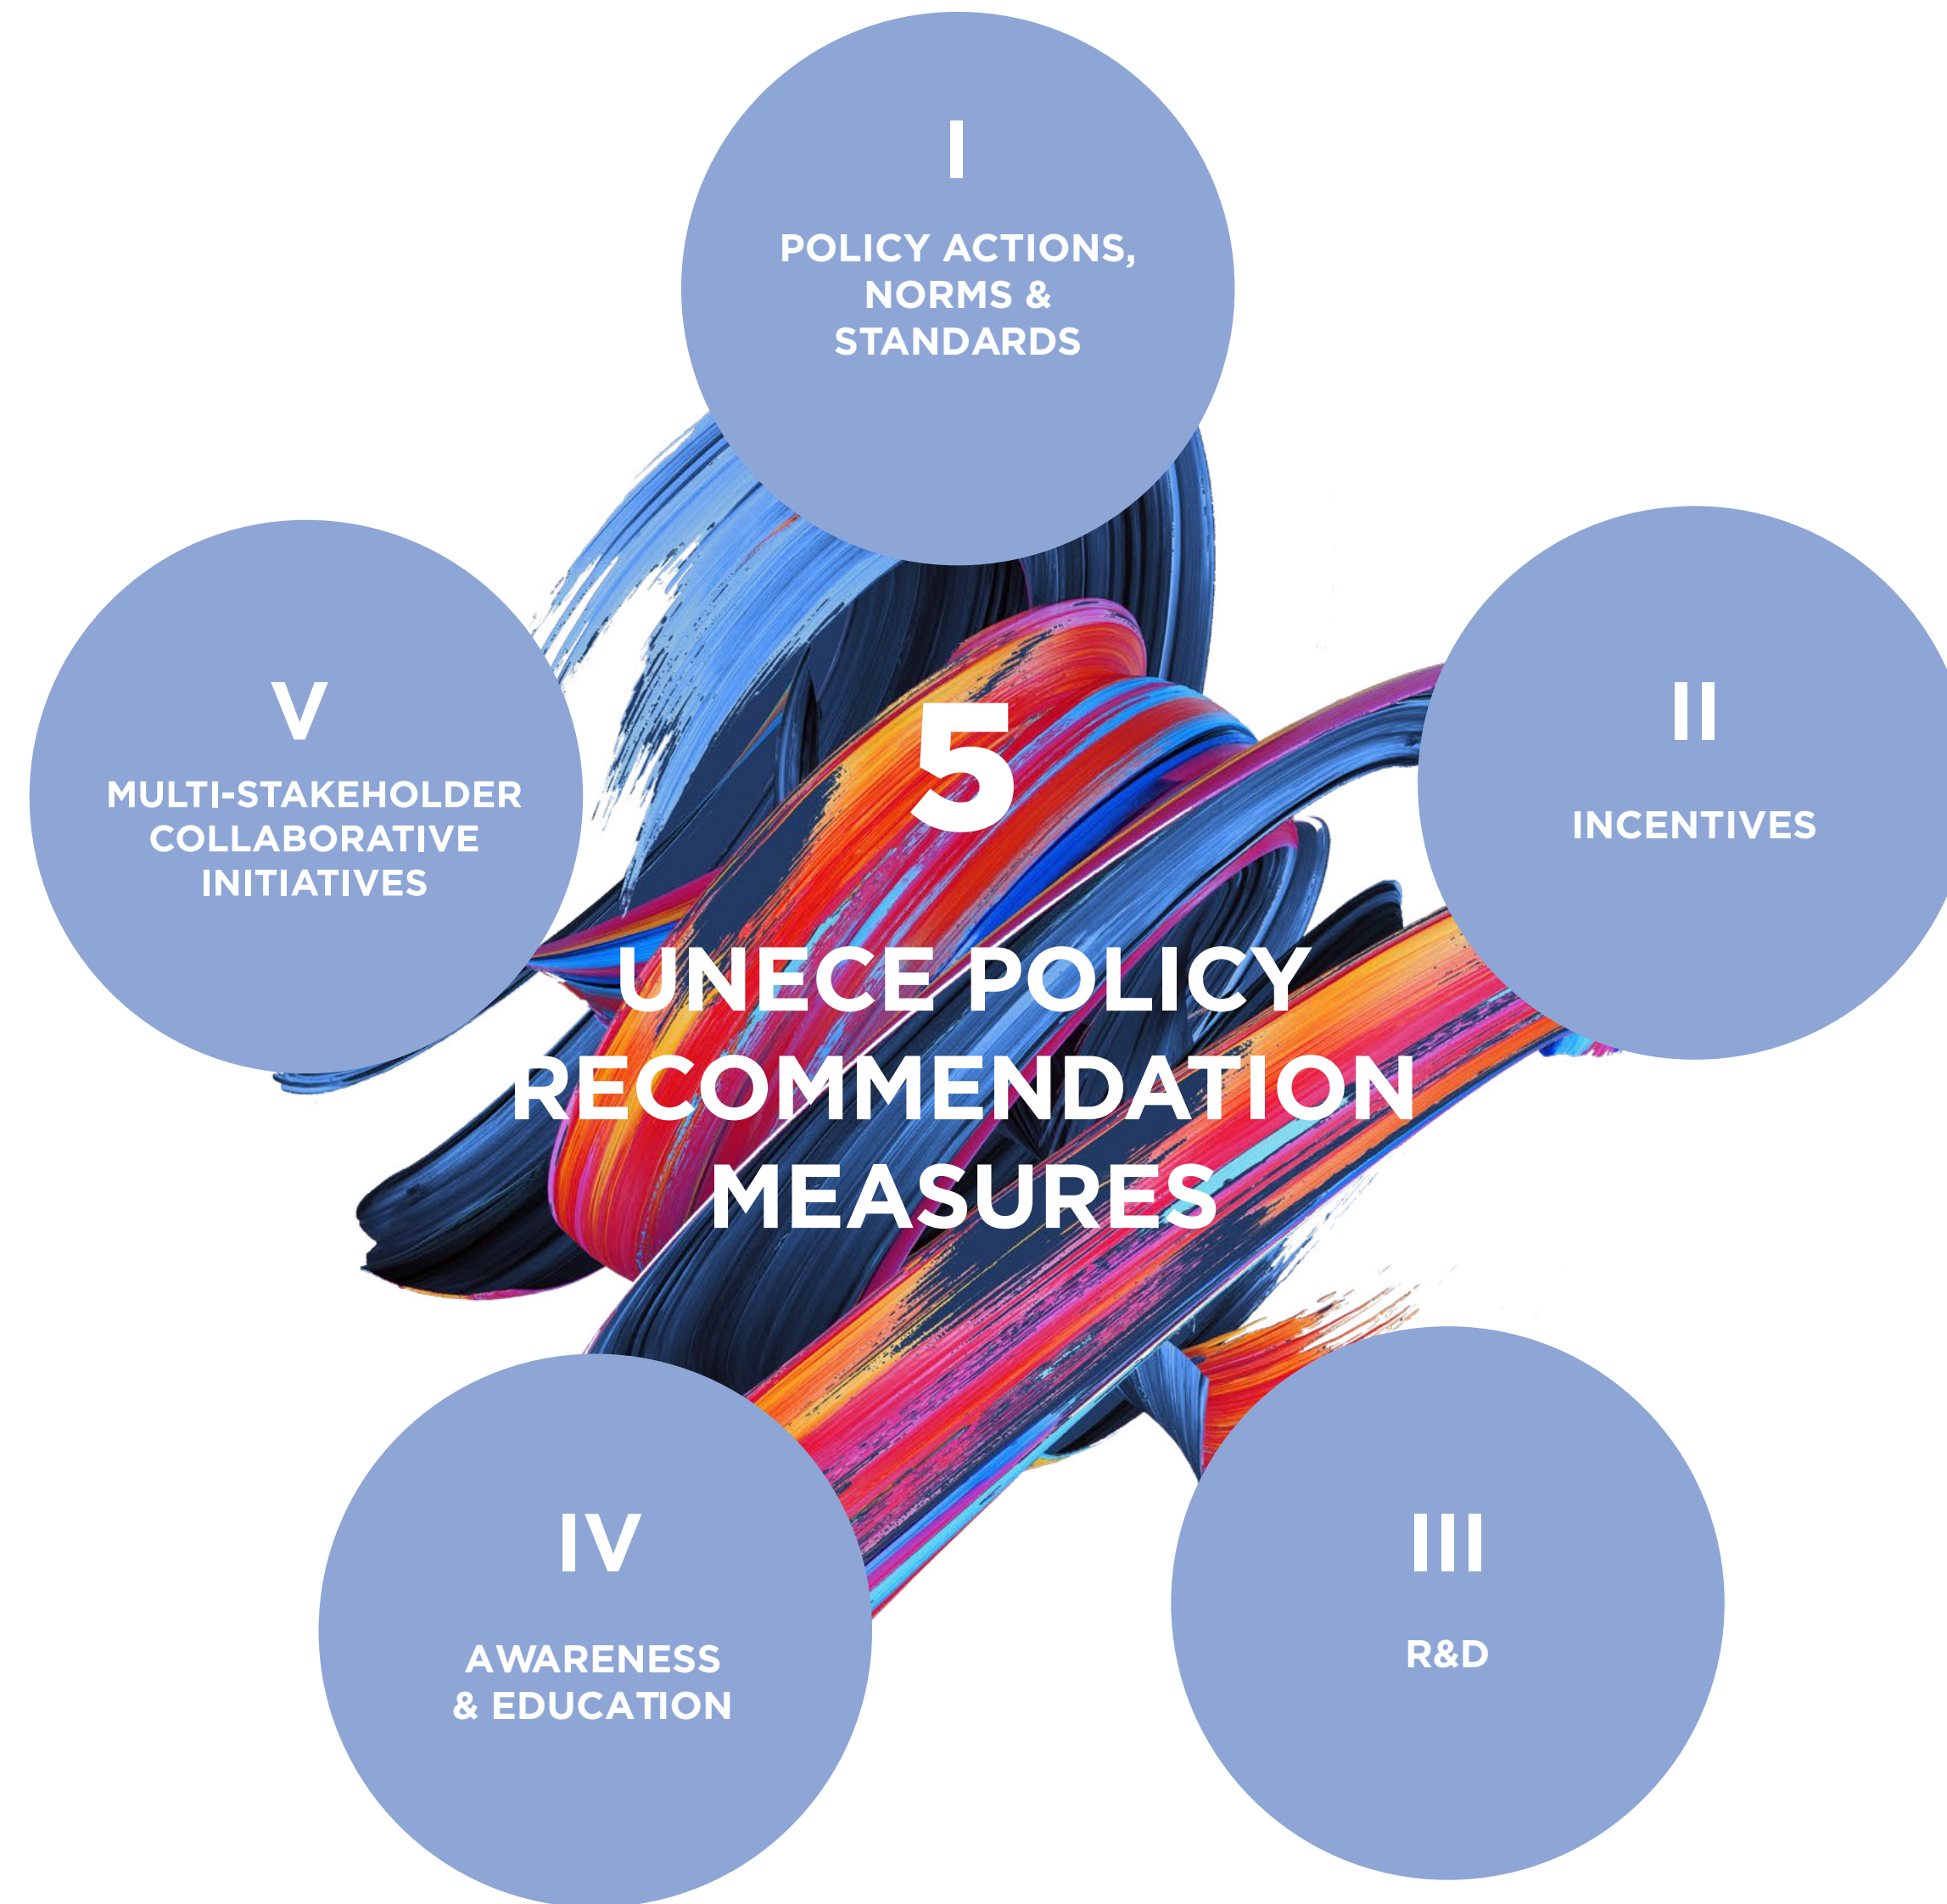 I
POLICY ACTIONS,
NORMS &
STANDARDS
II
INCENTIVES
III
R&D
IV
AWARENESS
& EDUCATION
V
MULTI-STAKEHOLDER
COLLABORATIVE
INITIATIVES
5
UNECE POLICY
RECOMMENDATION
MEASURES